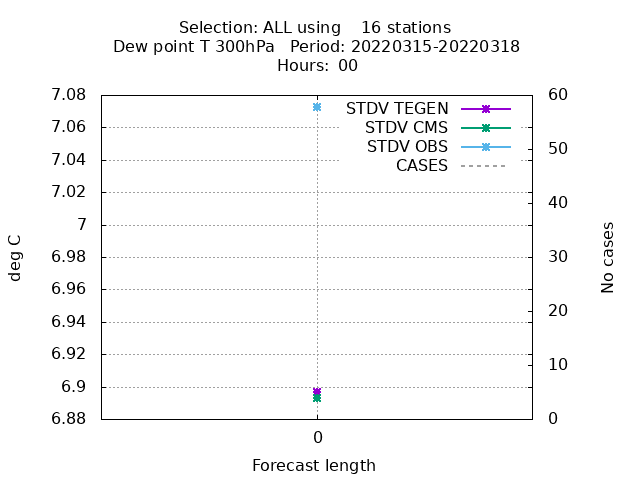 Selection: ALL using    16 stations
Dew point T 300hPa   Period: 20220315-20220318
Hours: 00
7.08
7.06
7.04
7.02
7
6.98
6.96
6.94
6.92
6.9
6.88
deg C
STDV TEGEN
STDV CMS
STDV OBS
CASES
60
50
40
30
20
10
0
No cases
0
Forecast length